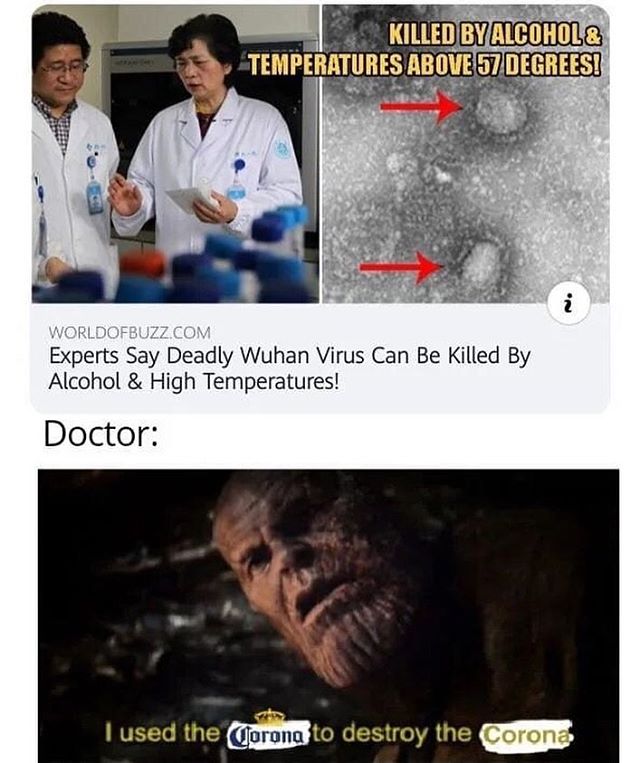 KILLED BY ALCOHOL &
TEMPERATURES ABOVE 57 DEGREES!
i
WORLDOFBUZZ.COM
Experts Say Deadly Wuhan Virus Can Be Killed By
Alcohol & High Temperatures!
Doctor:
I used the Corona to destroy the Corona